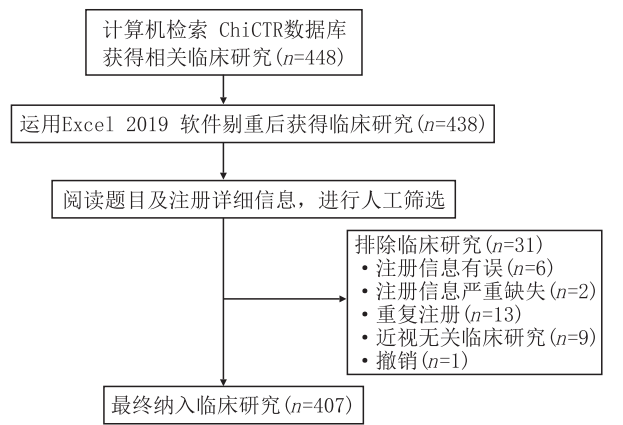 计算机检索 ChiCTR数据库
获得相关临床研究(n=448)
运用Excel 2019 软件剔重后获得临床研究(n=438)
阅读题目及注册详细信息，进行人工筛选
排除临床研究(n=31)
·注册信息有误(n=6)
·注册信息严重缺失(n=2)
·重复注册(n=13)
·近视无关临床研究(n=9)
·撤销(n=1)
最终纳入临床研究(n=407)